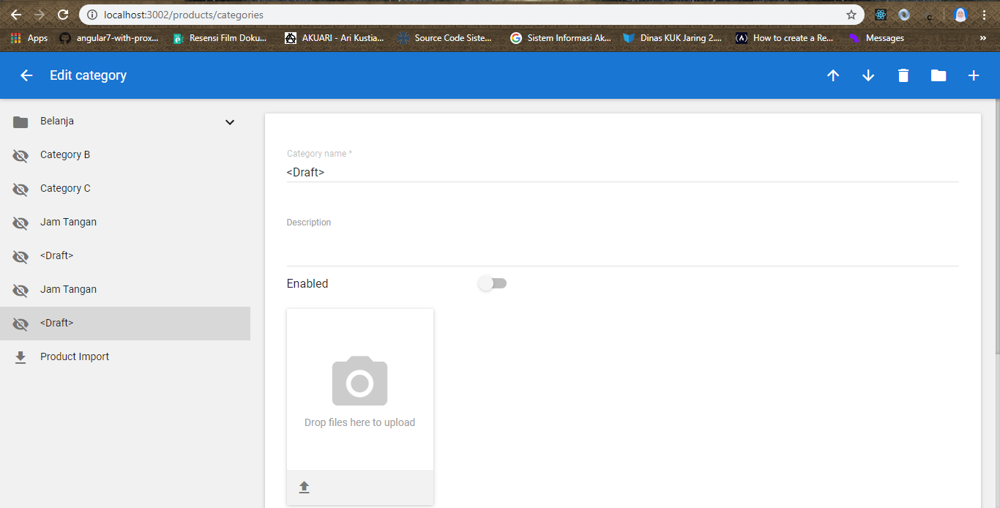 localhost:3002/products/categories
Apps
angular7-with-prox...
Resensi Film Doku...
AKUARI - Ari Kustia...
Source Code Siste...
Sistem Informasi Ak...
Dinas KUK Jaring 2....
How to create a Re...
Messages
»
Edit category
Belanja
Category B
Category C
Jam Tangan
<Draft>
Jam Tangan
<Draft>
Product Import
Category name *
<Draft>
Description
Enabled
Drop files here to upload